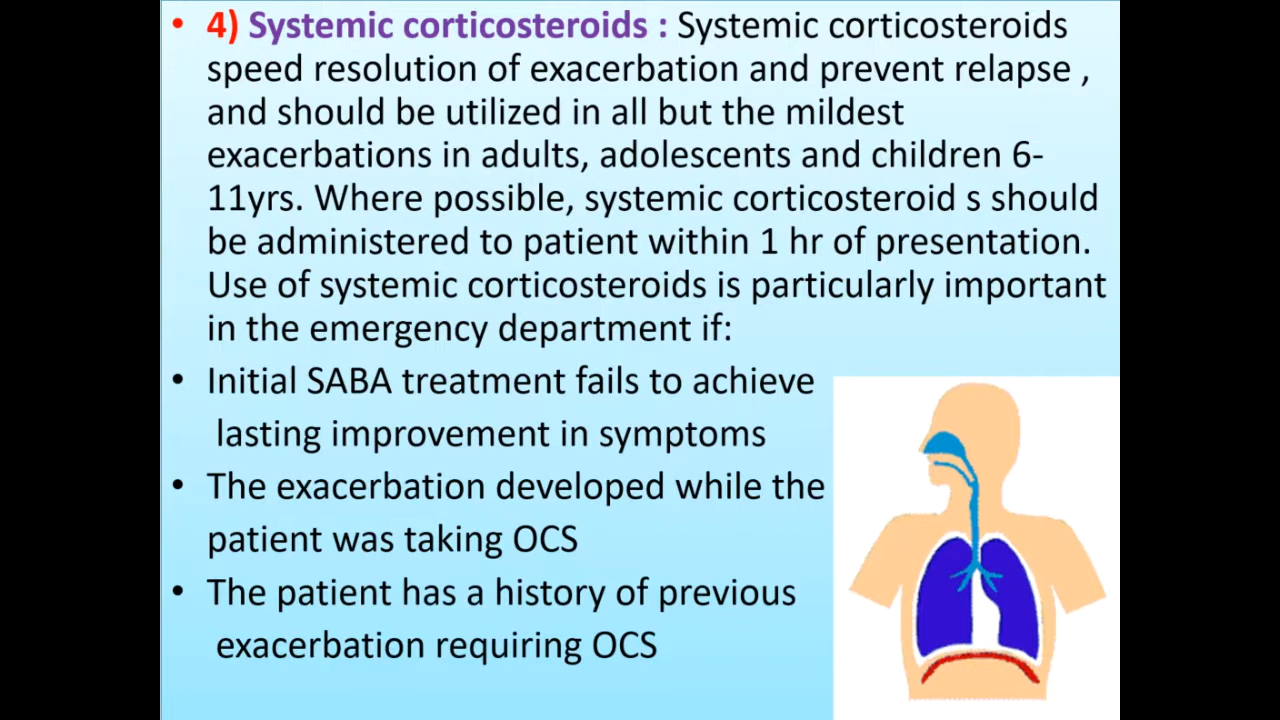 • 4) Systemic corticosteroids : Systemic corticosteroids
speed resolution of exacerbation and prevent relapse ,
and should be utilized in all but the mildest
exacerbations in adults, adolescents and children 6-
11yrs. Where possible, systemic corticosteroid s should
be administered to patient within 1 hr of presentation.
Use of systemic corticosteroids is particularly important
in the emergency department if:
• Initial SABA treatment fails to achieve
lasting improvement in symptoms
• The exacerbation developed while the
patient was taking OCS
• The patient has a history of previous
exacerbation requiring OCS